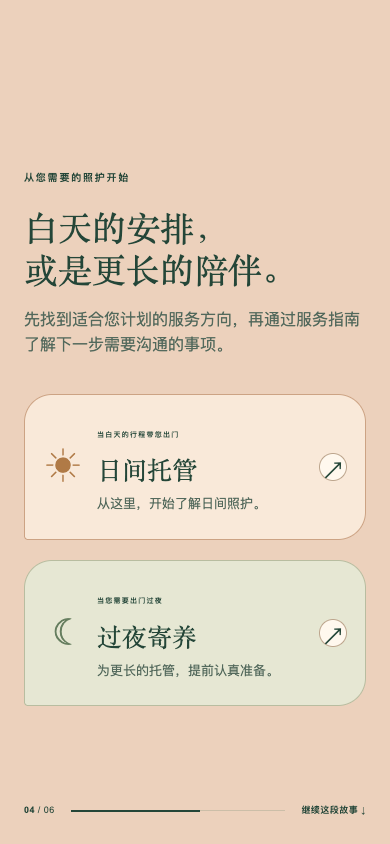 从您需要的照护开始
白天的安排，
或是更长的陪伴。
先找到适合您计划的服务方向，再通过服务指南
了解下一步需要沟通的事项。
当白天的行程带您出门
日间托管
从这里，开始了解日间照护。
当您需要出门过夜
过夜寄养
为更长的托管，提前认真准备。
04 / 06
继续这段故事 ↓